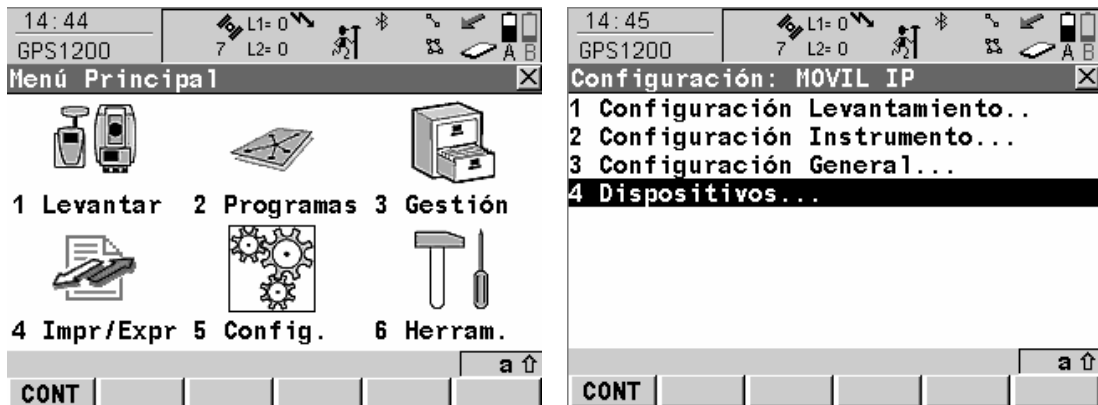 14:44
L1= 0
GPS1200
7 L2= 0
A B
Menú Principal
1 Levantar 2 Programas 3 Gestión
4 Impr/Expr 5 Config. 6 Herram.
a
CONT
14:45
L1= 0
GPS1200
7 L2= 0
A B
Configuración: MOVIL IP
1 Configuración Levantamiento..
2 Configuración Instrumento...
3 Configuración General...
4 Dispositivos...
a
CONT